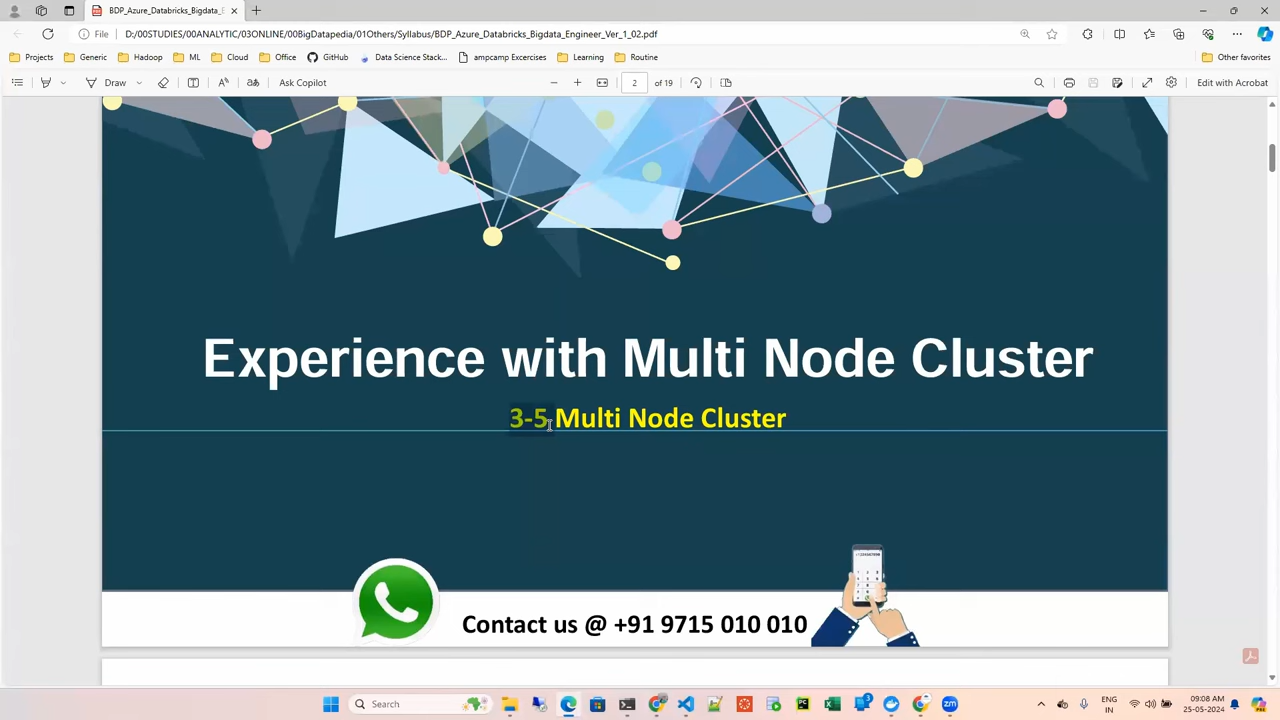 BDP_Azure_Databricks_Bigdata_E
File
D:/00STUDIES/00ANALYTIC/03ONLINE/00BigDatapedia/01Others/Syllabus/BDP_Azure_Databricks_Bigdata_Engineer_Ver_1_02.pdf
Projects
Generic
Hadoop
ML
Cloud
Office
GitHub
Data Science Stack...
ampcamp Exercises
Learning
Routine
Other favorites
Draw
Ask Copilot
2
of 19
Edit with Acrobat
Experience with Multi Node Cluster
3-5 Multi Node Cluster
Contact us @ +91 9715 010 010
Search
ENG
IN
09:08 AM
25-05-2024